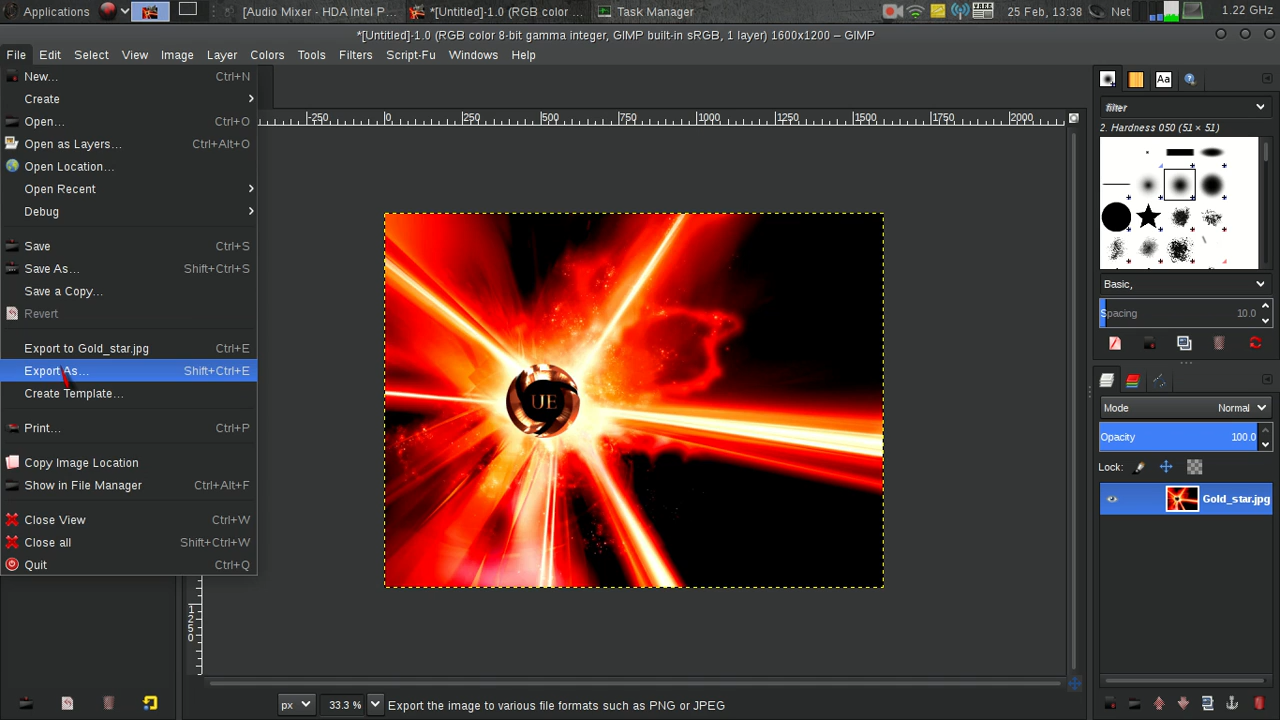 Applications
[Audio Mixer - HDA Intel P...
*[Untitled]-1.0 (RGB color ...
Task Manager
25 Feb, 13:38
Net
1.22 GHz
*[Untitled]-1.0 (RGB color 8-bit gamma integer, GIMP built-in sRGB, 1 layer) 1600x1200 – GIMP
File Edit Select View Image Layer Colors Tools Filters Script-Fu Windows Help
New... Ctrl+N
Create
Open... Ctrl+O
Open as Layers... Ctrl+Alt+O
Open Location...
Open Recent
Debug
Save Ctrl+S
Save As... Shift+Ctrl+S
Save a Copy...
Revert
Export to Gold_star.jpg Ctrl+E
Export As... Shift+Ctrl+E
Create Template...
Print... Ctrl+P
Copy Image Location
Show in File Manager Ctrl+Alt+F
Close View Ctrl+W
Close all Shift+Ctrl+W
Quit Ctrl+Q
-250 0 250 500 750 1000 1250 1500 1750 2000
1250
UE
Aa
filter
2. Hardness 050 (51 × 51)
Basic,
Spacing 10.0
Mode Normal
Opacity 100.0
Lock:
Gold_star.jpg
px 33.3 % Export the image to various file formats such as PNG or JPEG